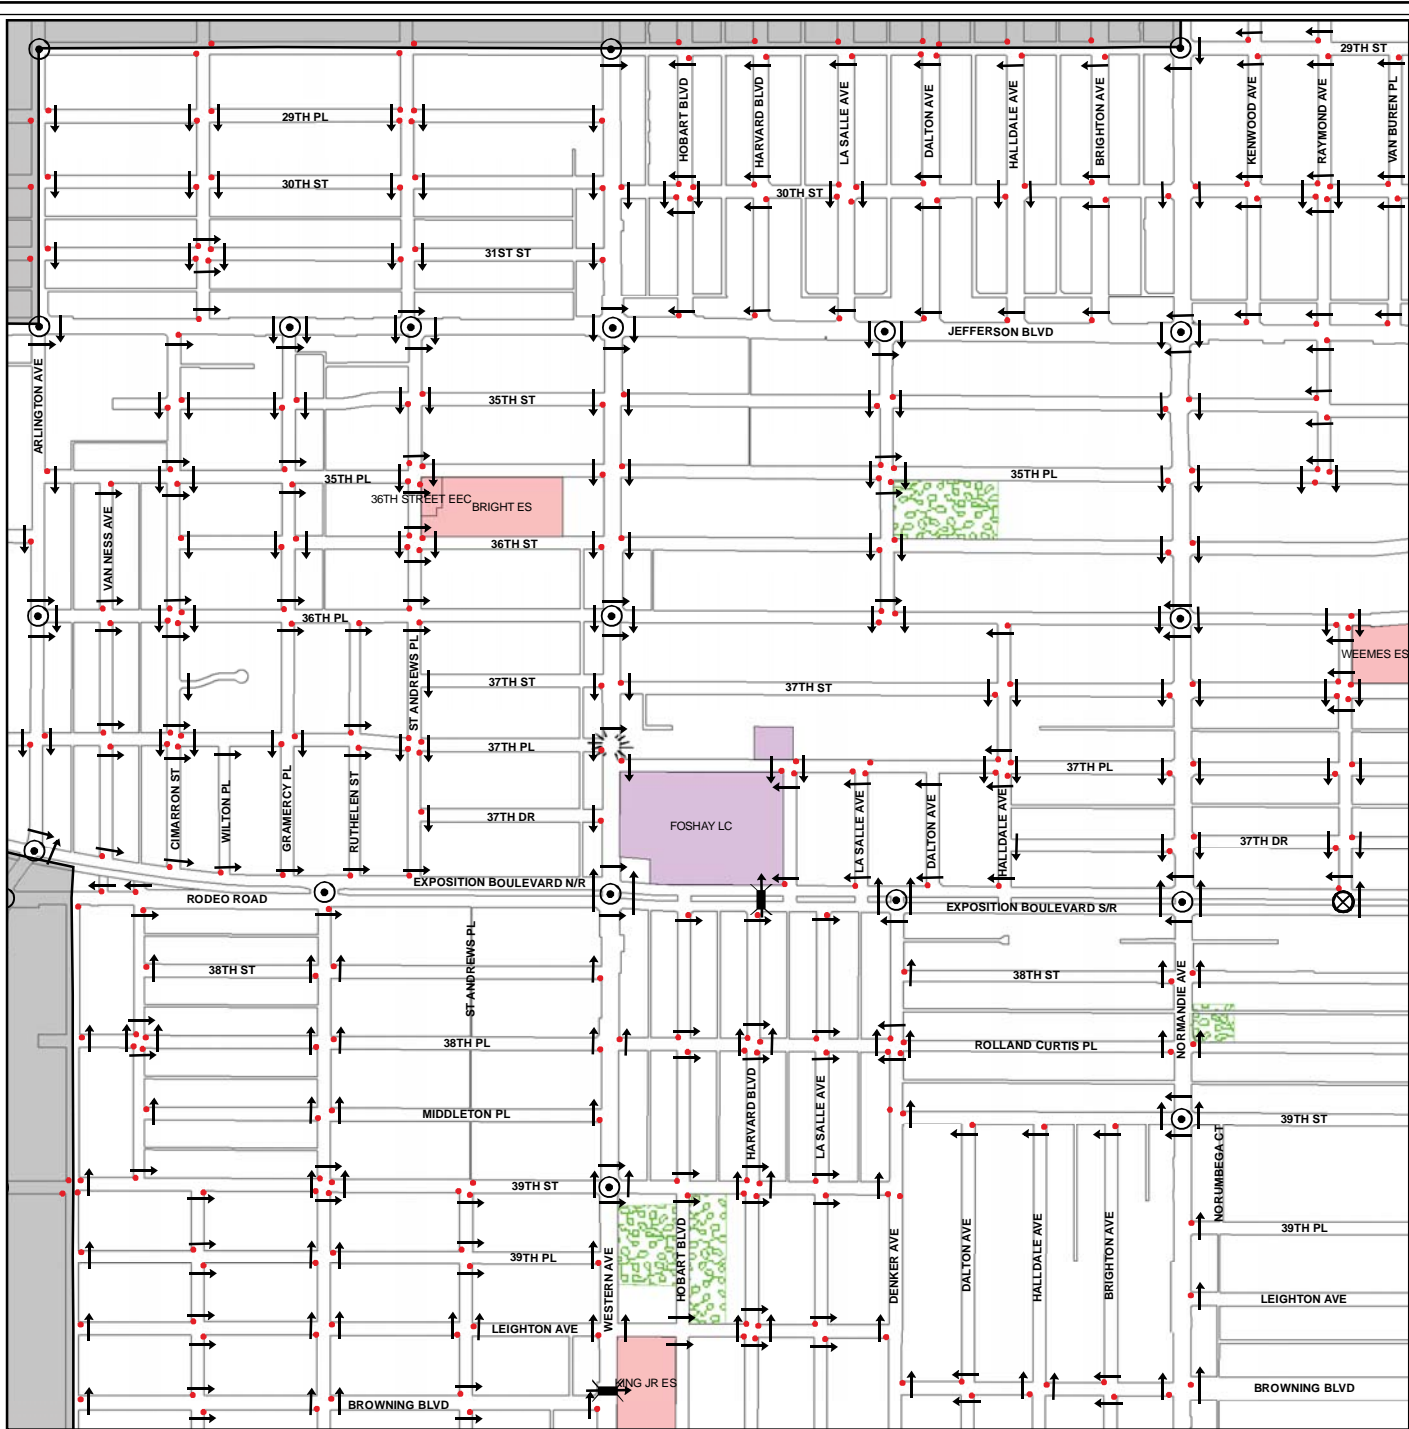 29TH ST
29TH PL
HOBART BLVD
HARVARD BLVD
LA SALLE AVE
DALTON AVE
HALLDALE AVE
BRIGHTON AVE
KENWOOD AVE
RAYMOND AVE
VAN BUREN PL
30TH ST
30TH ST
31ST ST
JEFFERSON BLVD
ARLINGTON AVE
35TH ST
35TH PL
35TH PL
36TH STREET EEC
BRIGHT ES
VAN NESS AVE
36TH ST
36TH PL
ST ANDREWS PL
WEEMES ES
37TH ST
37TH ST
37TH PL
37TH PL
CIMARRON ST
WILTON PL
GRAMERCY PL
RUTHELEN ST
37TH DR
FOSHAY LC
LA SALLE AVE
DALTON AVE
HALLDALE AVE
37TH DR
EXPOSITION BOULEVARD N/R
RODEO ROAD
EXPOSITION BOULEVARD S/R
ST ANDREWS PL
38TH ST
38TH ST
NORMANDIE AVE
38TH PL
ROLLAND CURTIS PL
HARVARD BLVD
LA SALLE AVE
MIDDLETON PL
39TH ST
NORUMBEGA CT
39TH ST
39TH PL
39TH PL
WESTERN AVE
HOBART BLVD
DENKER AVE
DALTON AVE
HALLDALE AVE
BRIGHTON AVE
LEIGHTON AVE
LEIGHTON AVE
KING JR ES
BROWNING BLVD
BROWNING BLVD